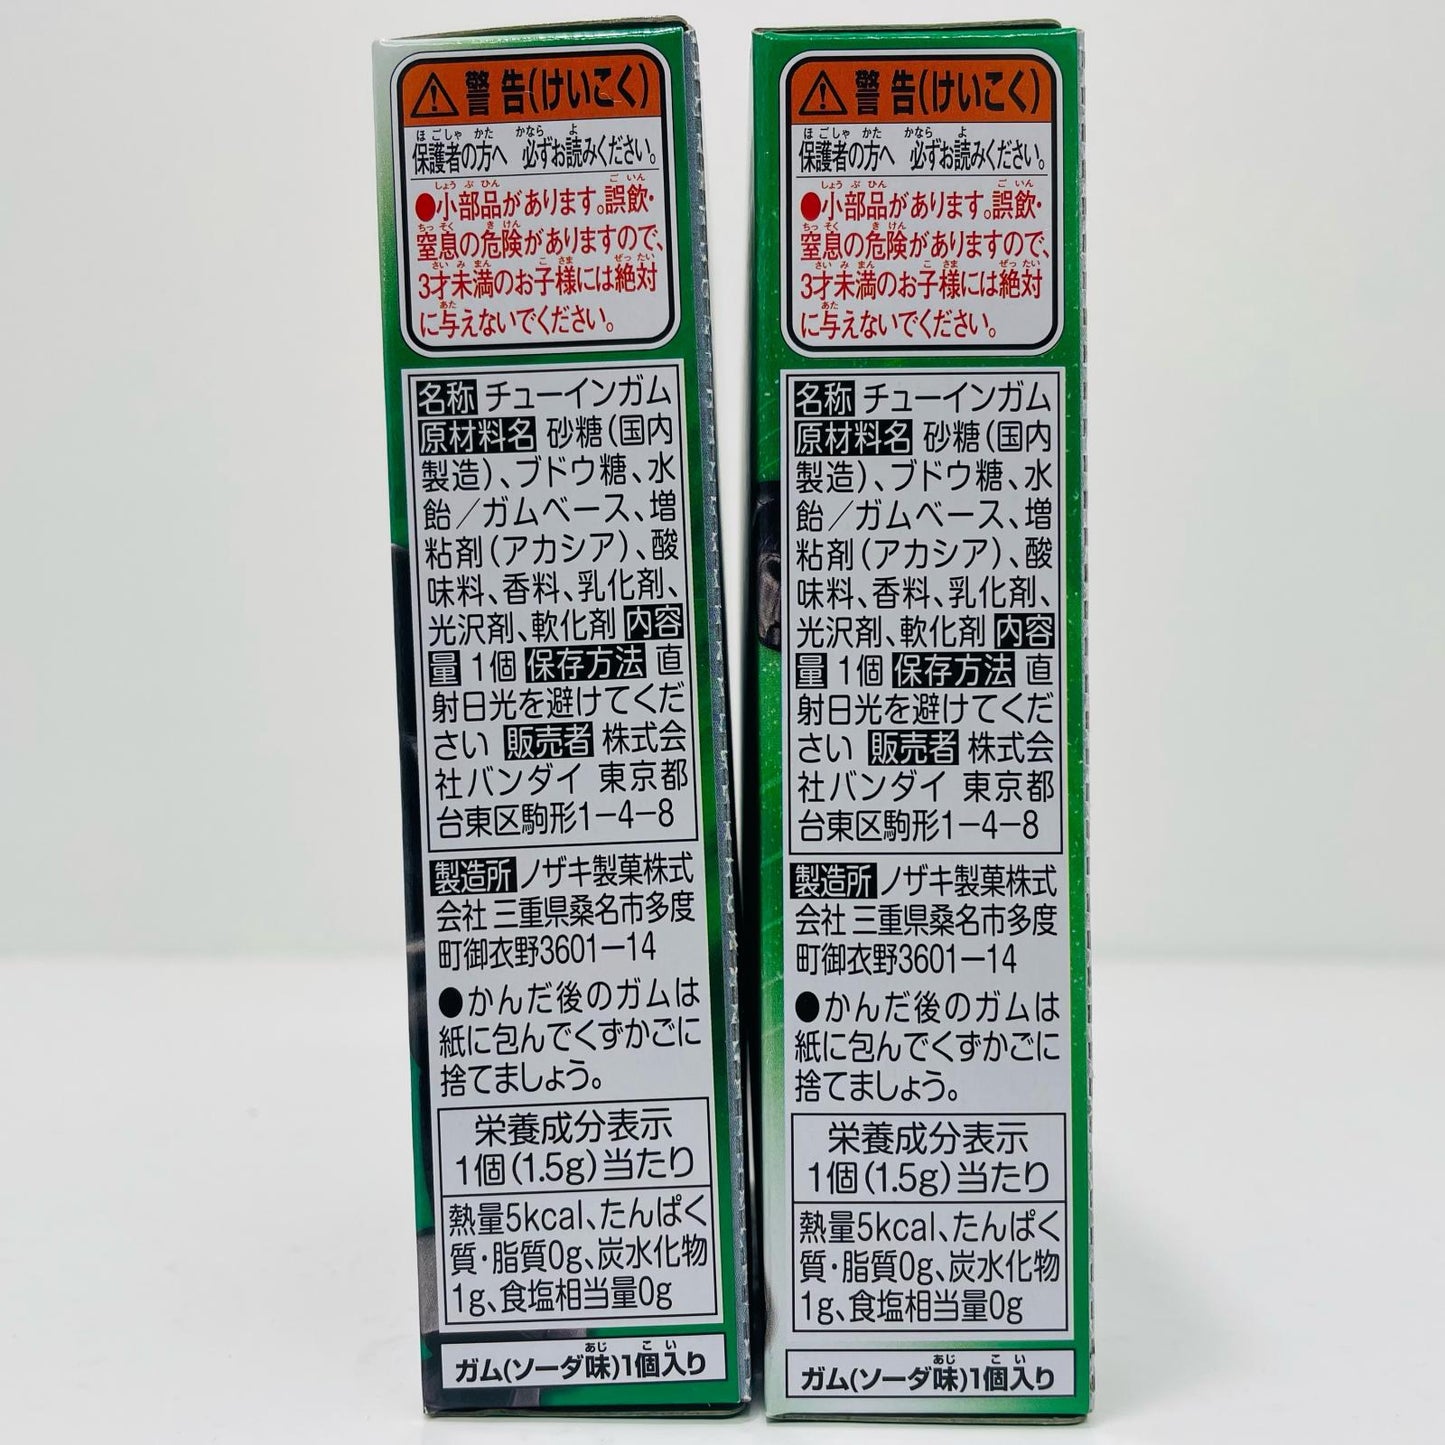 警告(けいこく)
保護者の方へ 必ずお読みください。
●小部品があります。誤飲・
窒息の危険がありますので、
3才未満のお子様には絶対
に与えないでください。
名称 チューインガム
原材料名 砂糖(国内
製造)、ブドウ糖、水
飴/ガムベース、増
粘剤(アカシア)、酸
味料、香料、乳化剤、
光沢剤、軟化剤 内容
量 1個 保存方法 直
射日光を避けてくだ
さい 販売者 株式会
社バンダイ 東京都
台東区駒形1-4-8
製造所 ノザキ製菓株式
会社 三重県桑名市多度
町御衣野3601-14
●かんだ後のガムは
紙に包んでくずかごに
捨てましょう。
栄養成分表示
1個(1.5g)当たり
熱量5kcal、たんぱく
質・脂質0g、炭水化物
1g、食塩相当量0g
ガム(ソーダ味)1個入り
警告(けいこく)
保護者の方へ 必ずお読みください。
●小部品があります。誤飲・
窒息の危険がありますので、
3才未満のお子様には絶対
に与えないでください。
名称 チューインガム
原材料名 砂糖(国内
製造)、ブドウ糖、水
飴/ガムベース、増
粘剤(アカシア)、酸
味料、香料、乳化剤、
光沢剤、軟化剤 内容
量 1個 保存方法 直
射日光を避けてくだ
さい 販売者 株式会
社バンダイ 東京都
台東区駒形1-4-8
製造所 ノザキ製菓株式
会社 三重県桑名市多度
町御衣野3601-14
●かんだ後のガムは
紙に包んでくずかごに
捨てましょう。
栄養成分表示
1個(1.5g)当たり
熱量5kcal、たんぱく
質・脂質0g、炭水化物
1g、食塩相当量0g
ガム(ソーダ味)1個入り